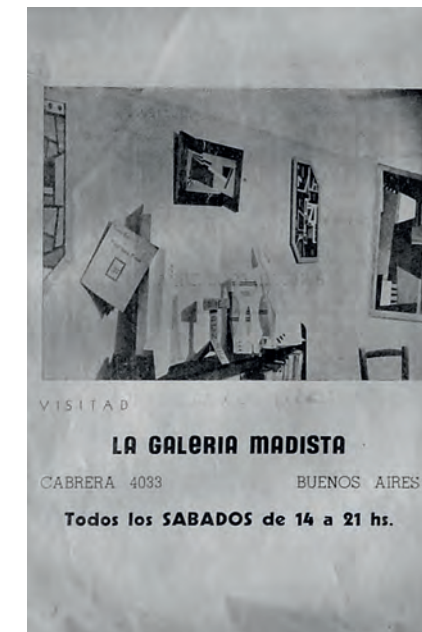 VISITAD
LA GALERIA MADISTA
CABRERA 4033 BUENOS AIRES
Todos los SABADOS de 14 a 21 hs.